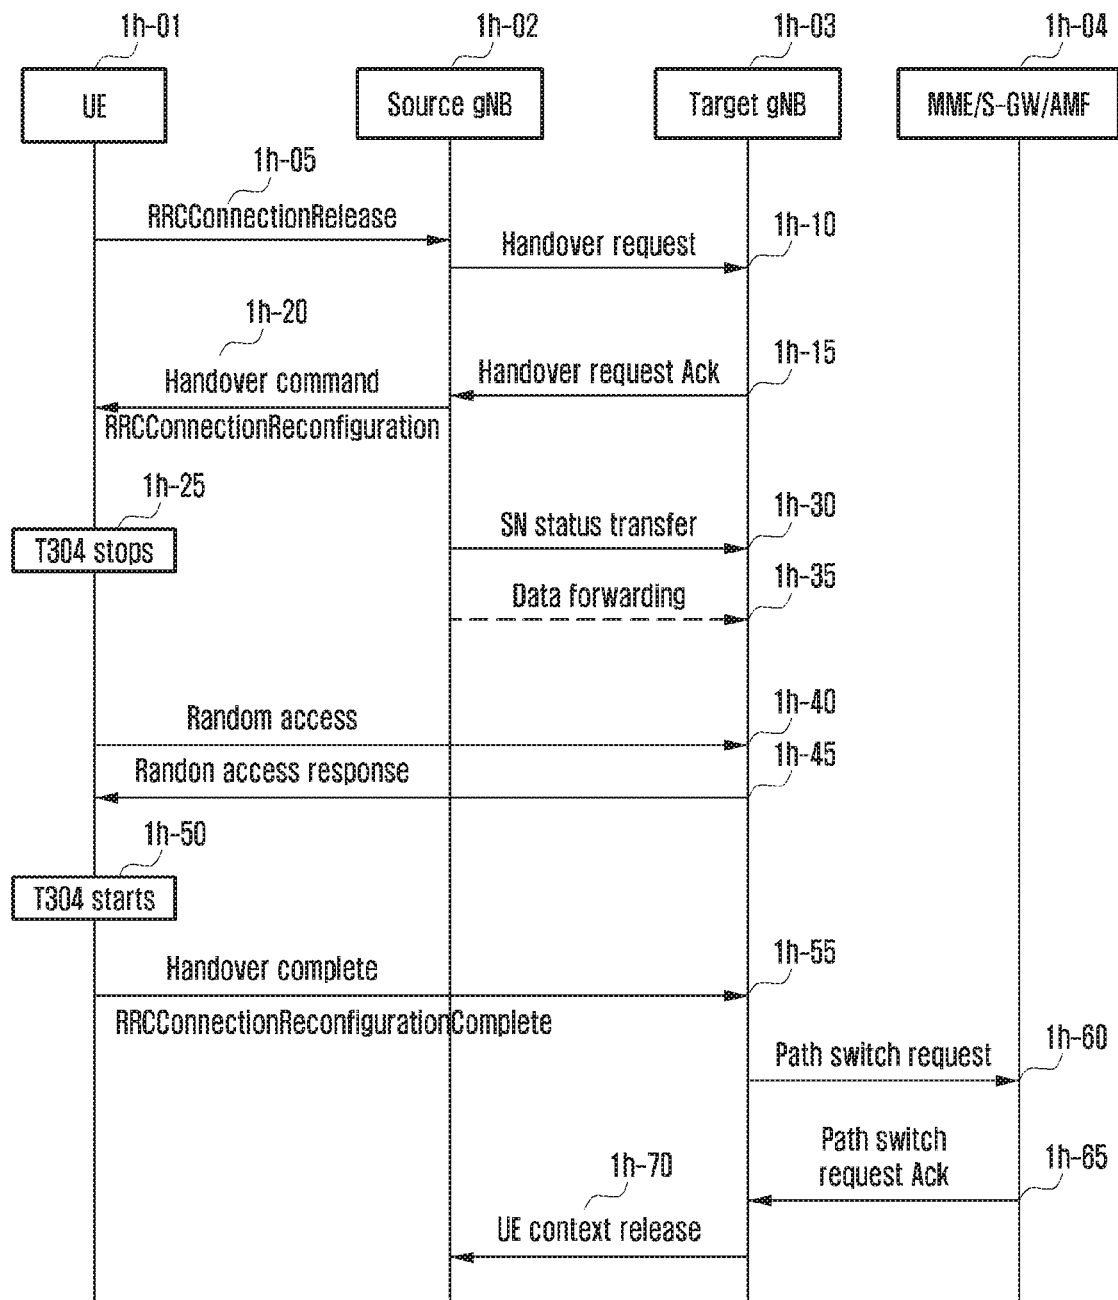 1h-01
1h-02
1h-03
1h-04
UE
Source gNB
Target gNB
MME/S-GW/AMF
1h-05
RRCConnectionRelease
Handover request
1h-10
1h-20
Handover command
RRCConnectionReconfiguration
Handover request Ack
1h-15
1h-25
T304 stops
SN status transfer
1h-30
Data forwarding
1h-35
Random access
1h-40
Randon access response
1h-45
1h-50
T304 starts
Handover complete
1h-55
RRCConnectionReconfigurationComplete
Path switch request
1h-60
Path switch
request Ack
1h-65
1h-70
UE context release